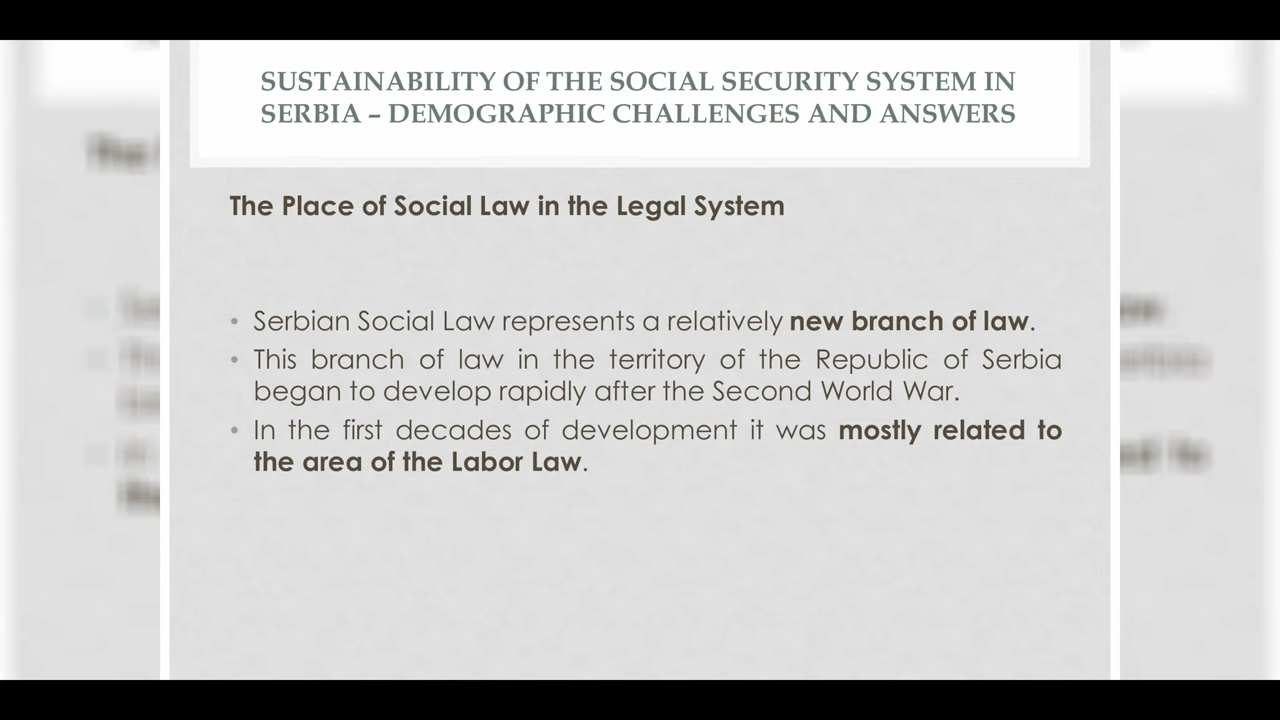 SUSTAINABILITY OF THE SOCIAL SECURITY SYSTEM IN
SERBIA – DEMOGRAPHIC CHALLENGES AND ANSWERS
The Place of Social Law in the Legal System
• Serbian Social Law represents a relatively new branch of law.
• This branch of law in the territory of the Republic of Serbia
began to develop rapidly after the Second World War.
• In the first decades of development it was mostly related to
the area of the Labor Law.